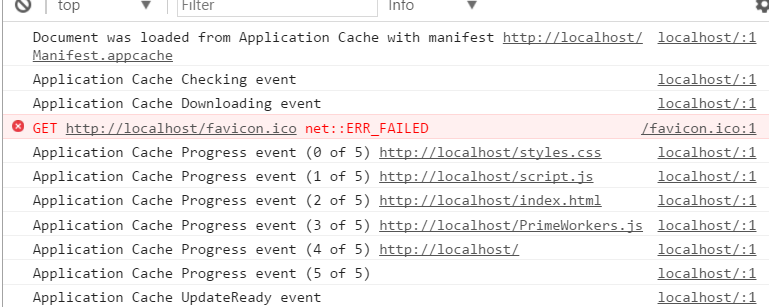 top ▼ Filter Info ▼
Document was loaded from Application Cache with manifest http://localhost/ localhost/:1
Manifest.appcache
Application Cache Checking event localhost/:1
Application Cache Downloading event localhost/:1
GET http://localhost/favicon.ico net::ERR_FAILED /favicon.ico:1
Application Cache Progress event (0 of 5) http://localhost/styles.css localhost/:1
Application Cache Progress event (1 of 5) http://localhost/script.js localhost/:1
Application Cache Progress event (2 of 5) http://localhost/index.html localhost/:1
Application Cache Progress event (3 of 5) http://localhost/PrimeWorkers.js localhost/:1
Application Cache Progress event (4 of 5) http://localhost/ localhost/:1
Application Cache Progress event (5 of 5) localhost/:1
Application Cache UpdateReady event localhost/:1